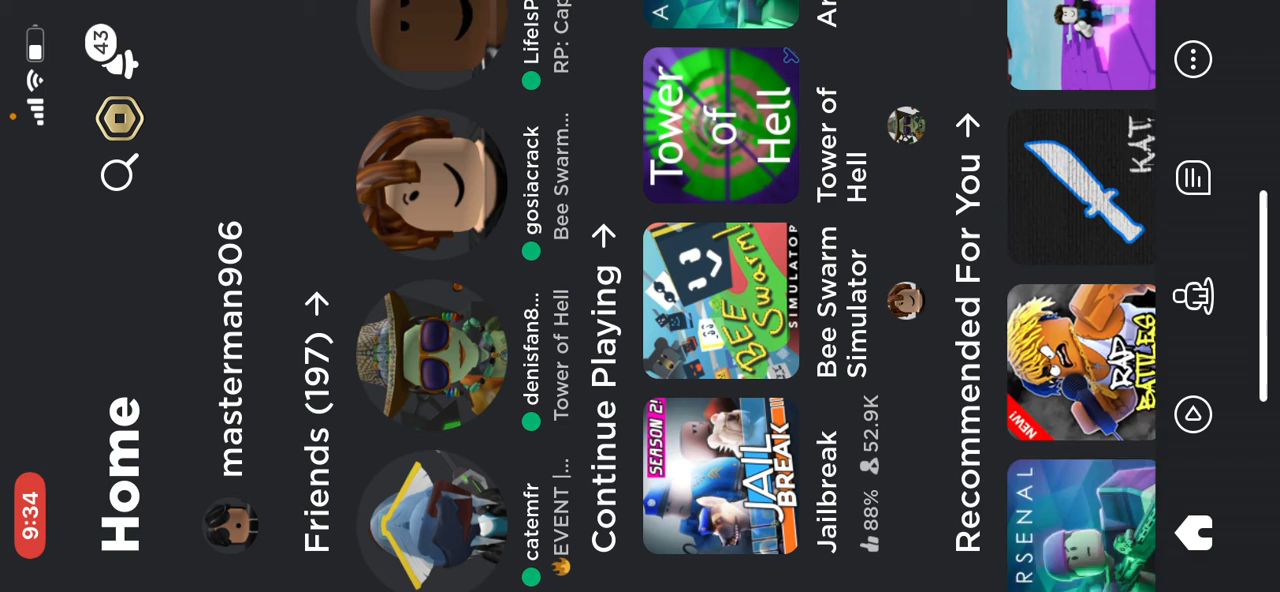 9:34
Home
43
masterman906
Friends (197) →
catemfr
denisfan8...
gosiacrack
LifeIsP
EVENT |...
Tower of Hell
Bee Swarm...
RP: Cap
Continue Playing →
SEASON 2!
JAIL
BREAK
BEE
Swarm!
SIMULATOR
Tower
of
Hell
A
Jailbreak
88% 52.9K
Bee Swarm
Simulator
Tower of
Hell
Ar
Recommended For You →
RSENAL
NEW!
RAP
BATTLES
KAT